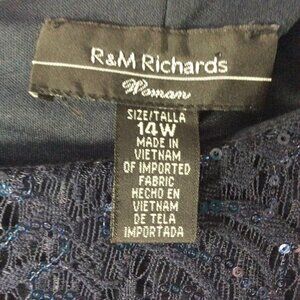 R&M Richards
Woman
SIZE/TALLA
14W
MADE IN
VIETNAM
OF IMPORTED
FABRIC
HECHO EN
VIETNAM
DE TELA
IMPORTADA